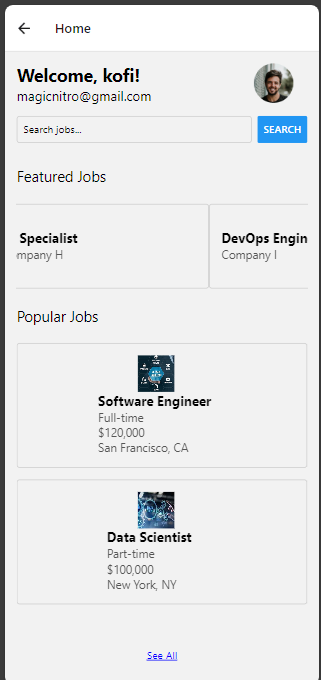 Home
Welcome, kofi!
magicnitro@gmail.com
Search jobs...
SEARCH
Featured Jobs
Specialist
mpany H
DevOps Engin
Company I
Popular Jobs
Software Engineer
Full-time
$120,000
San Francisco, CA
Data Scientist
Part-time
$100,000
New York, NY
See All